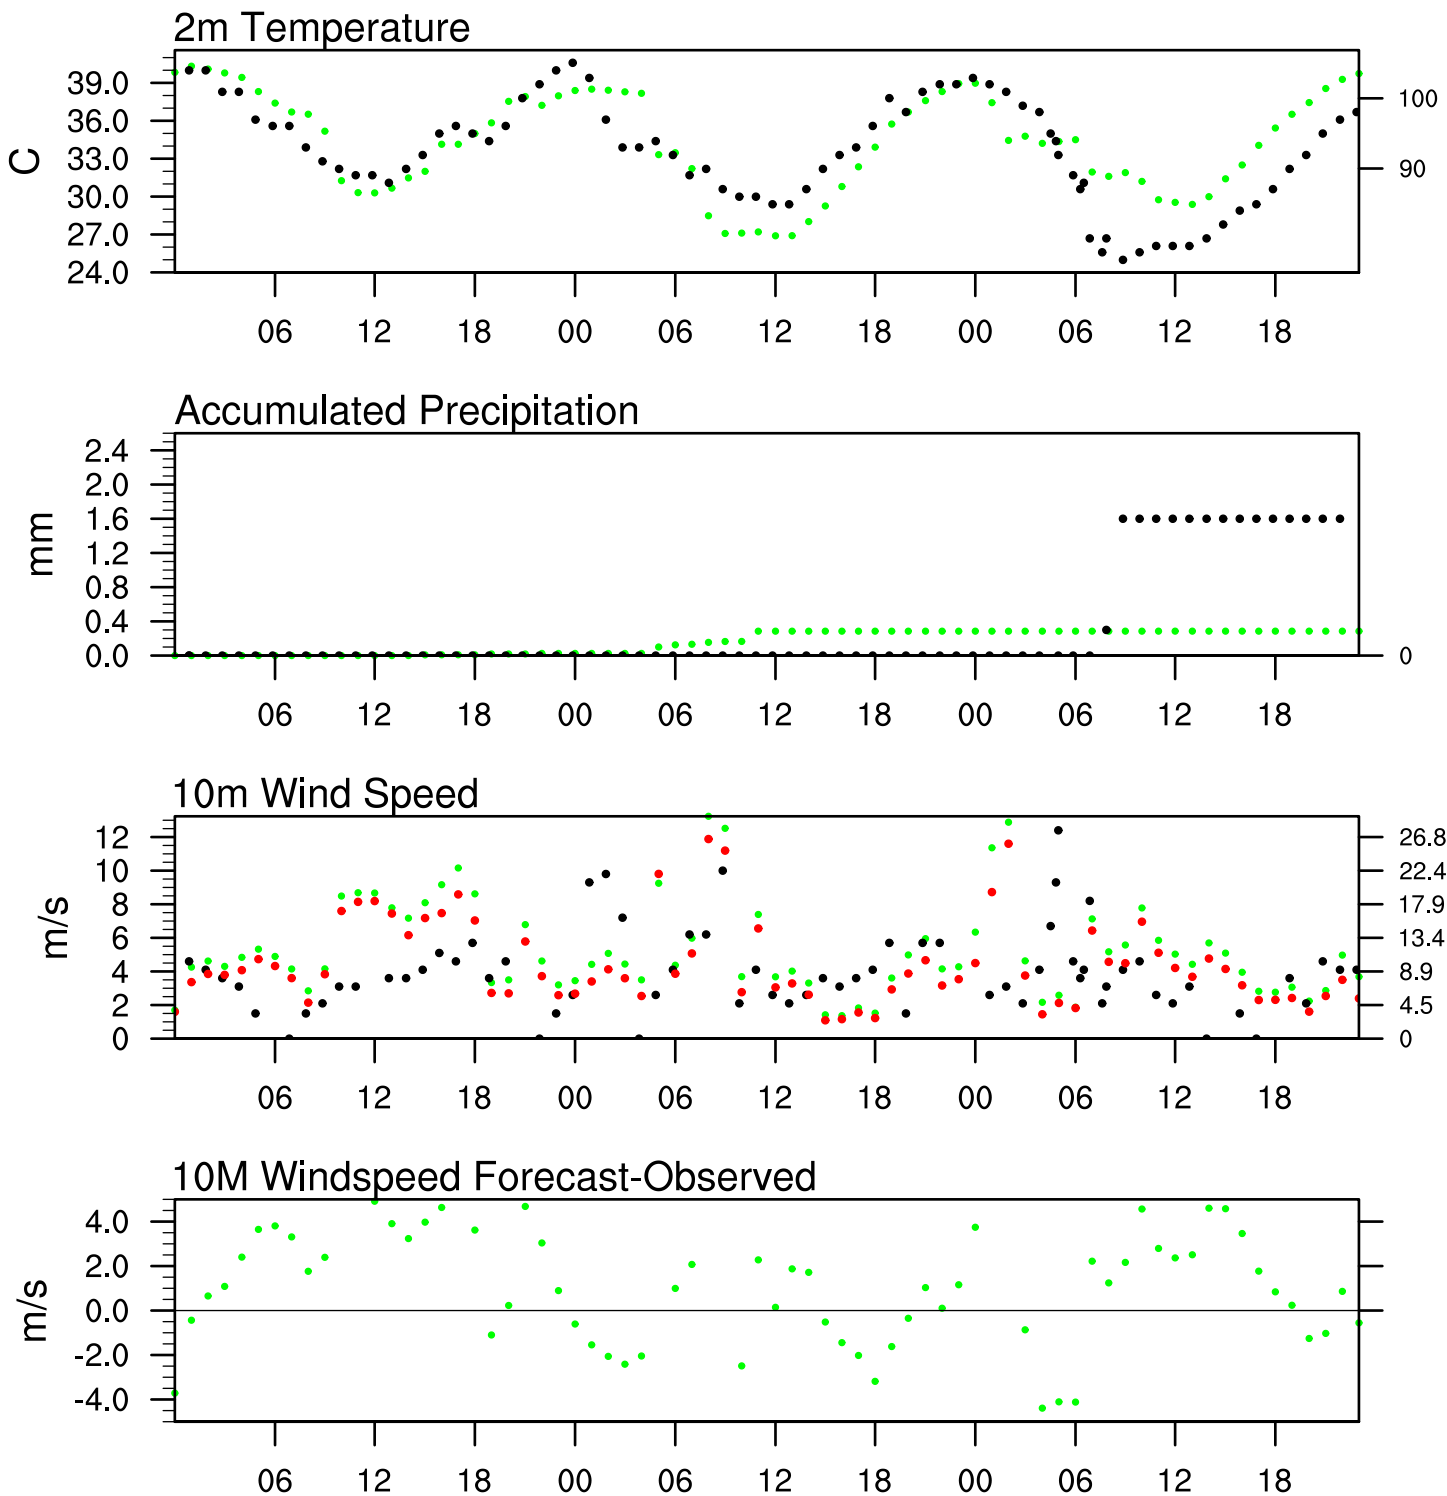 2m Temperature
C
39.0
36.0
33.0
30.0
27.0
24.0
100
90
06 12 18 00 06 12 18 00 06 12 18
Accumulated Precipitation
mm
2.4
2.0
1.6
1.2
0.8
0.4
0.0
0
06 12 18 00 06 12 18 00 06 12 18
10m Wind Speed
m/s
12
10
8
6
4
2
0
26.8
22.4
17.9
13.4
8.9
4.5
0
06 12 18 00 06 12 18 00 06 12 18
10M Windspeed Forecast-Observed
m/s
4.0
2.0
0.0
-2.0
-4.0
06 12 18 00 06 12 18 00 06 12 18